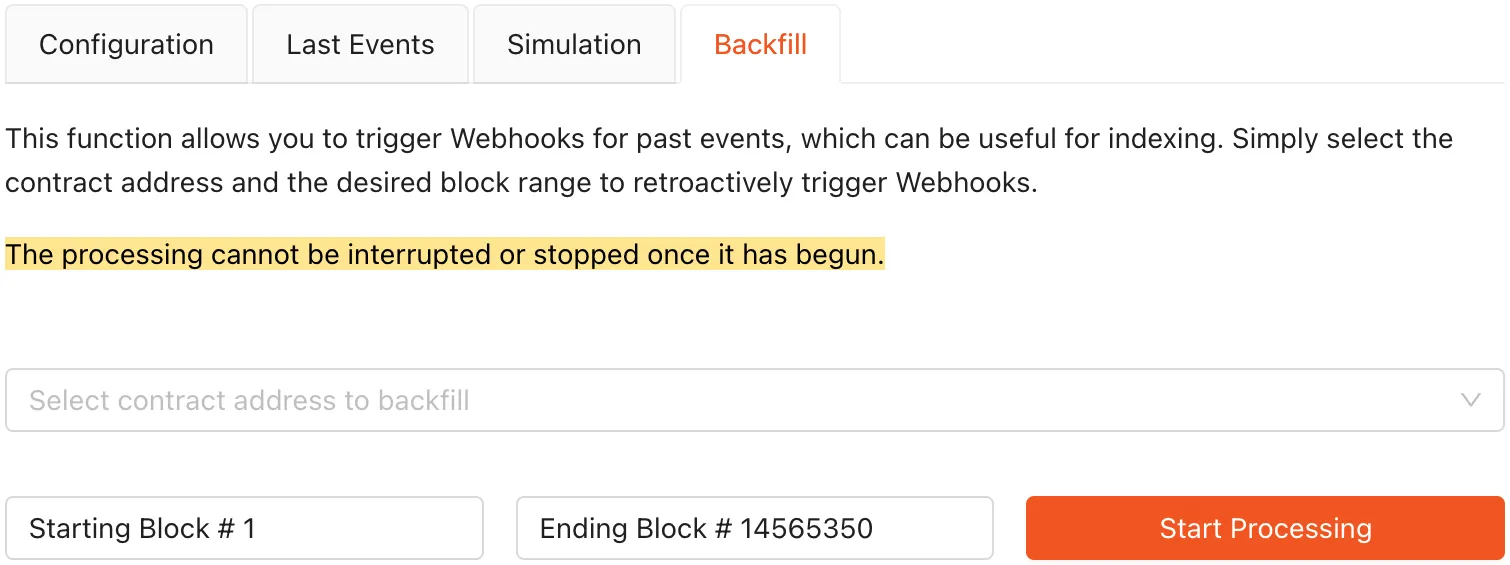 Configuration Last Events Simulation Backfill
This function allows you to trigger Webhooks for past events, which can be useful for indexing. Simply select the
contract address and the desired block range to retroactively trigger Webhooks.
The processing cannot be interrupted or stopped once it has begun.
Select contract address to backfill
Starting Block # 1 Ending Block # 14565350 Start Processing